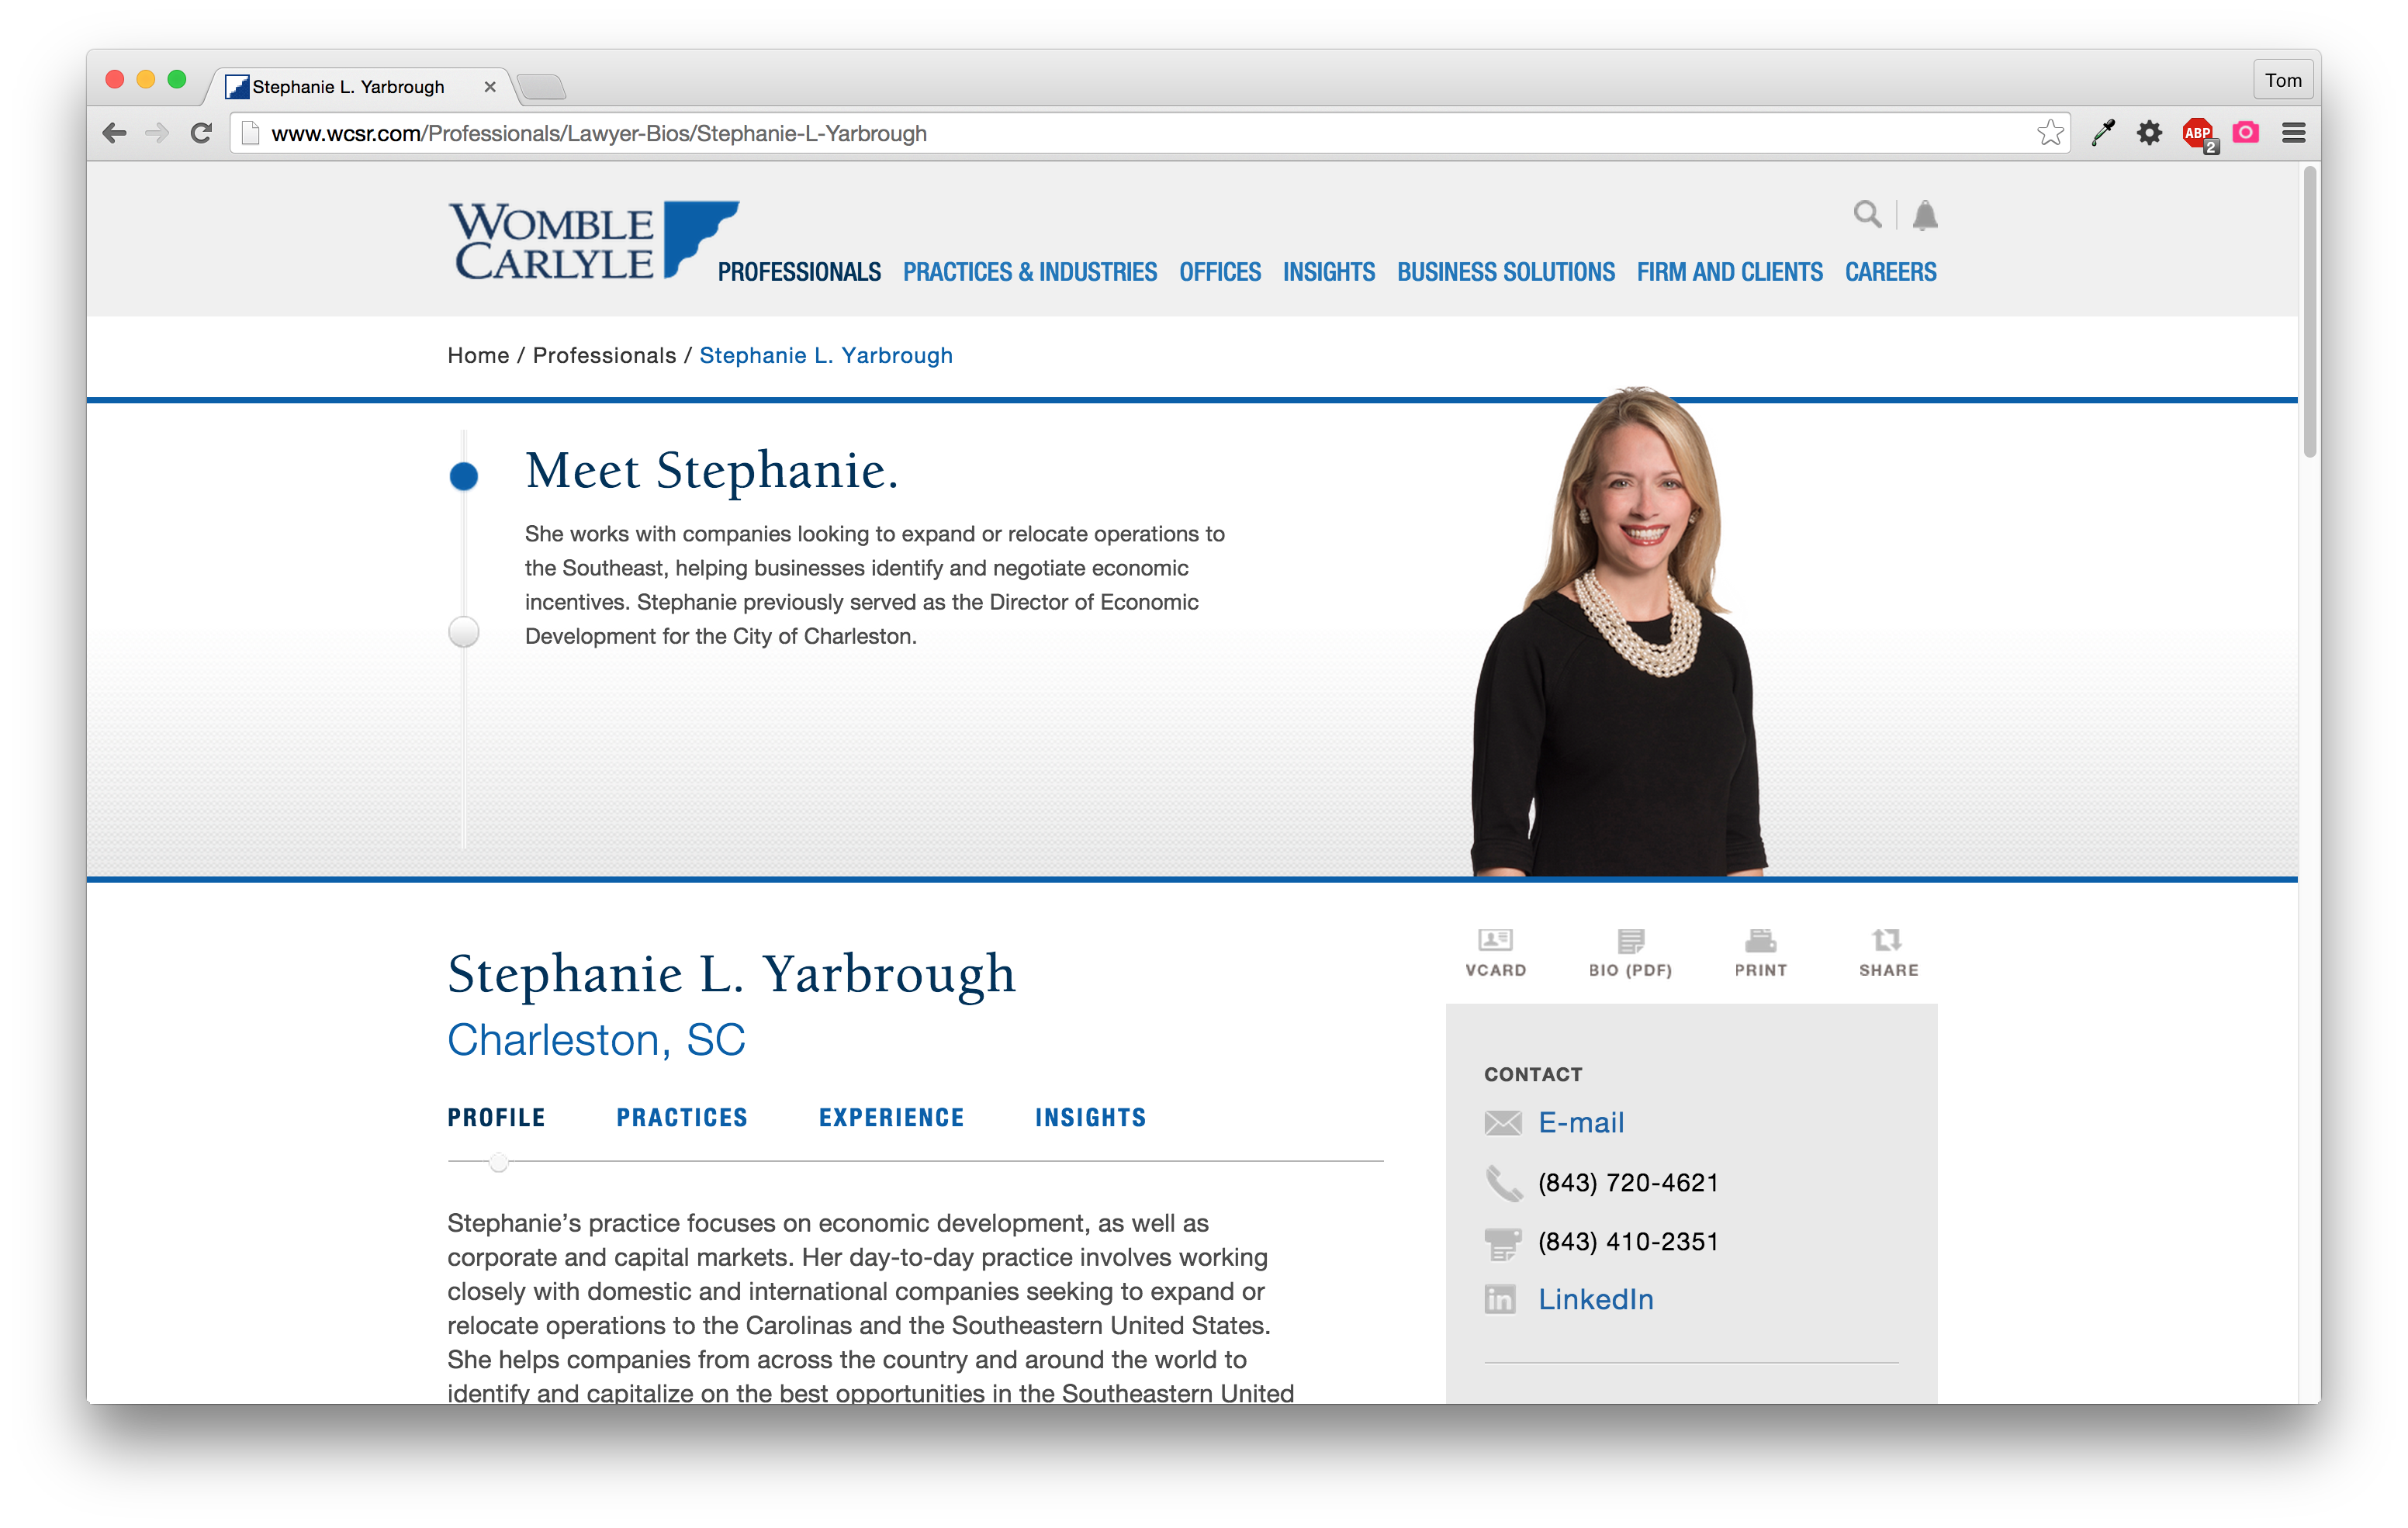 Stephanie L. Yarbrough
Tom
www.wcsr.com/Professionals/Lawyer-Bios/Stephanie-L-Yarbrough
ABP
2
WOMBLE
CARLYLE
PROFESSIONALS PRACTICES & INDUSTRIES OFFICES INSIGHTS BUSINESS SOLUTIONS FIRM AND CLIENTS CAREERS
Home / Professionals / Stephanie L. Yarbrough
Meet Stephanie.
She works with companies looking to expand or relocate operations to
the Southeast, helping businesses identify and negotiate economic
incentives. Stephanie previously served as the Director of Economic
Development for the City of Charleston.
VCARD BIO (PDF) PRINT SHARE
Stephanie L. Yarbrough
Charleston, SC
PROFILE PRACTICES EXPERIENCE INSIGHTS
Stephanie’s practice focuses on economic development, as well as
corporate and capital markets. Her day-to-day practice involves working
closely with domestic and international companies seeking to expand or
relocate operations to the Carolinas and the Southeastern United States.
She helps companies from across the country and around the world to
identify and capitalize on the best opportunities in the Southeastern United
CONTACT
E-mail
(843) 720-4621
(843) 410-2351
in LinkedIn